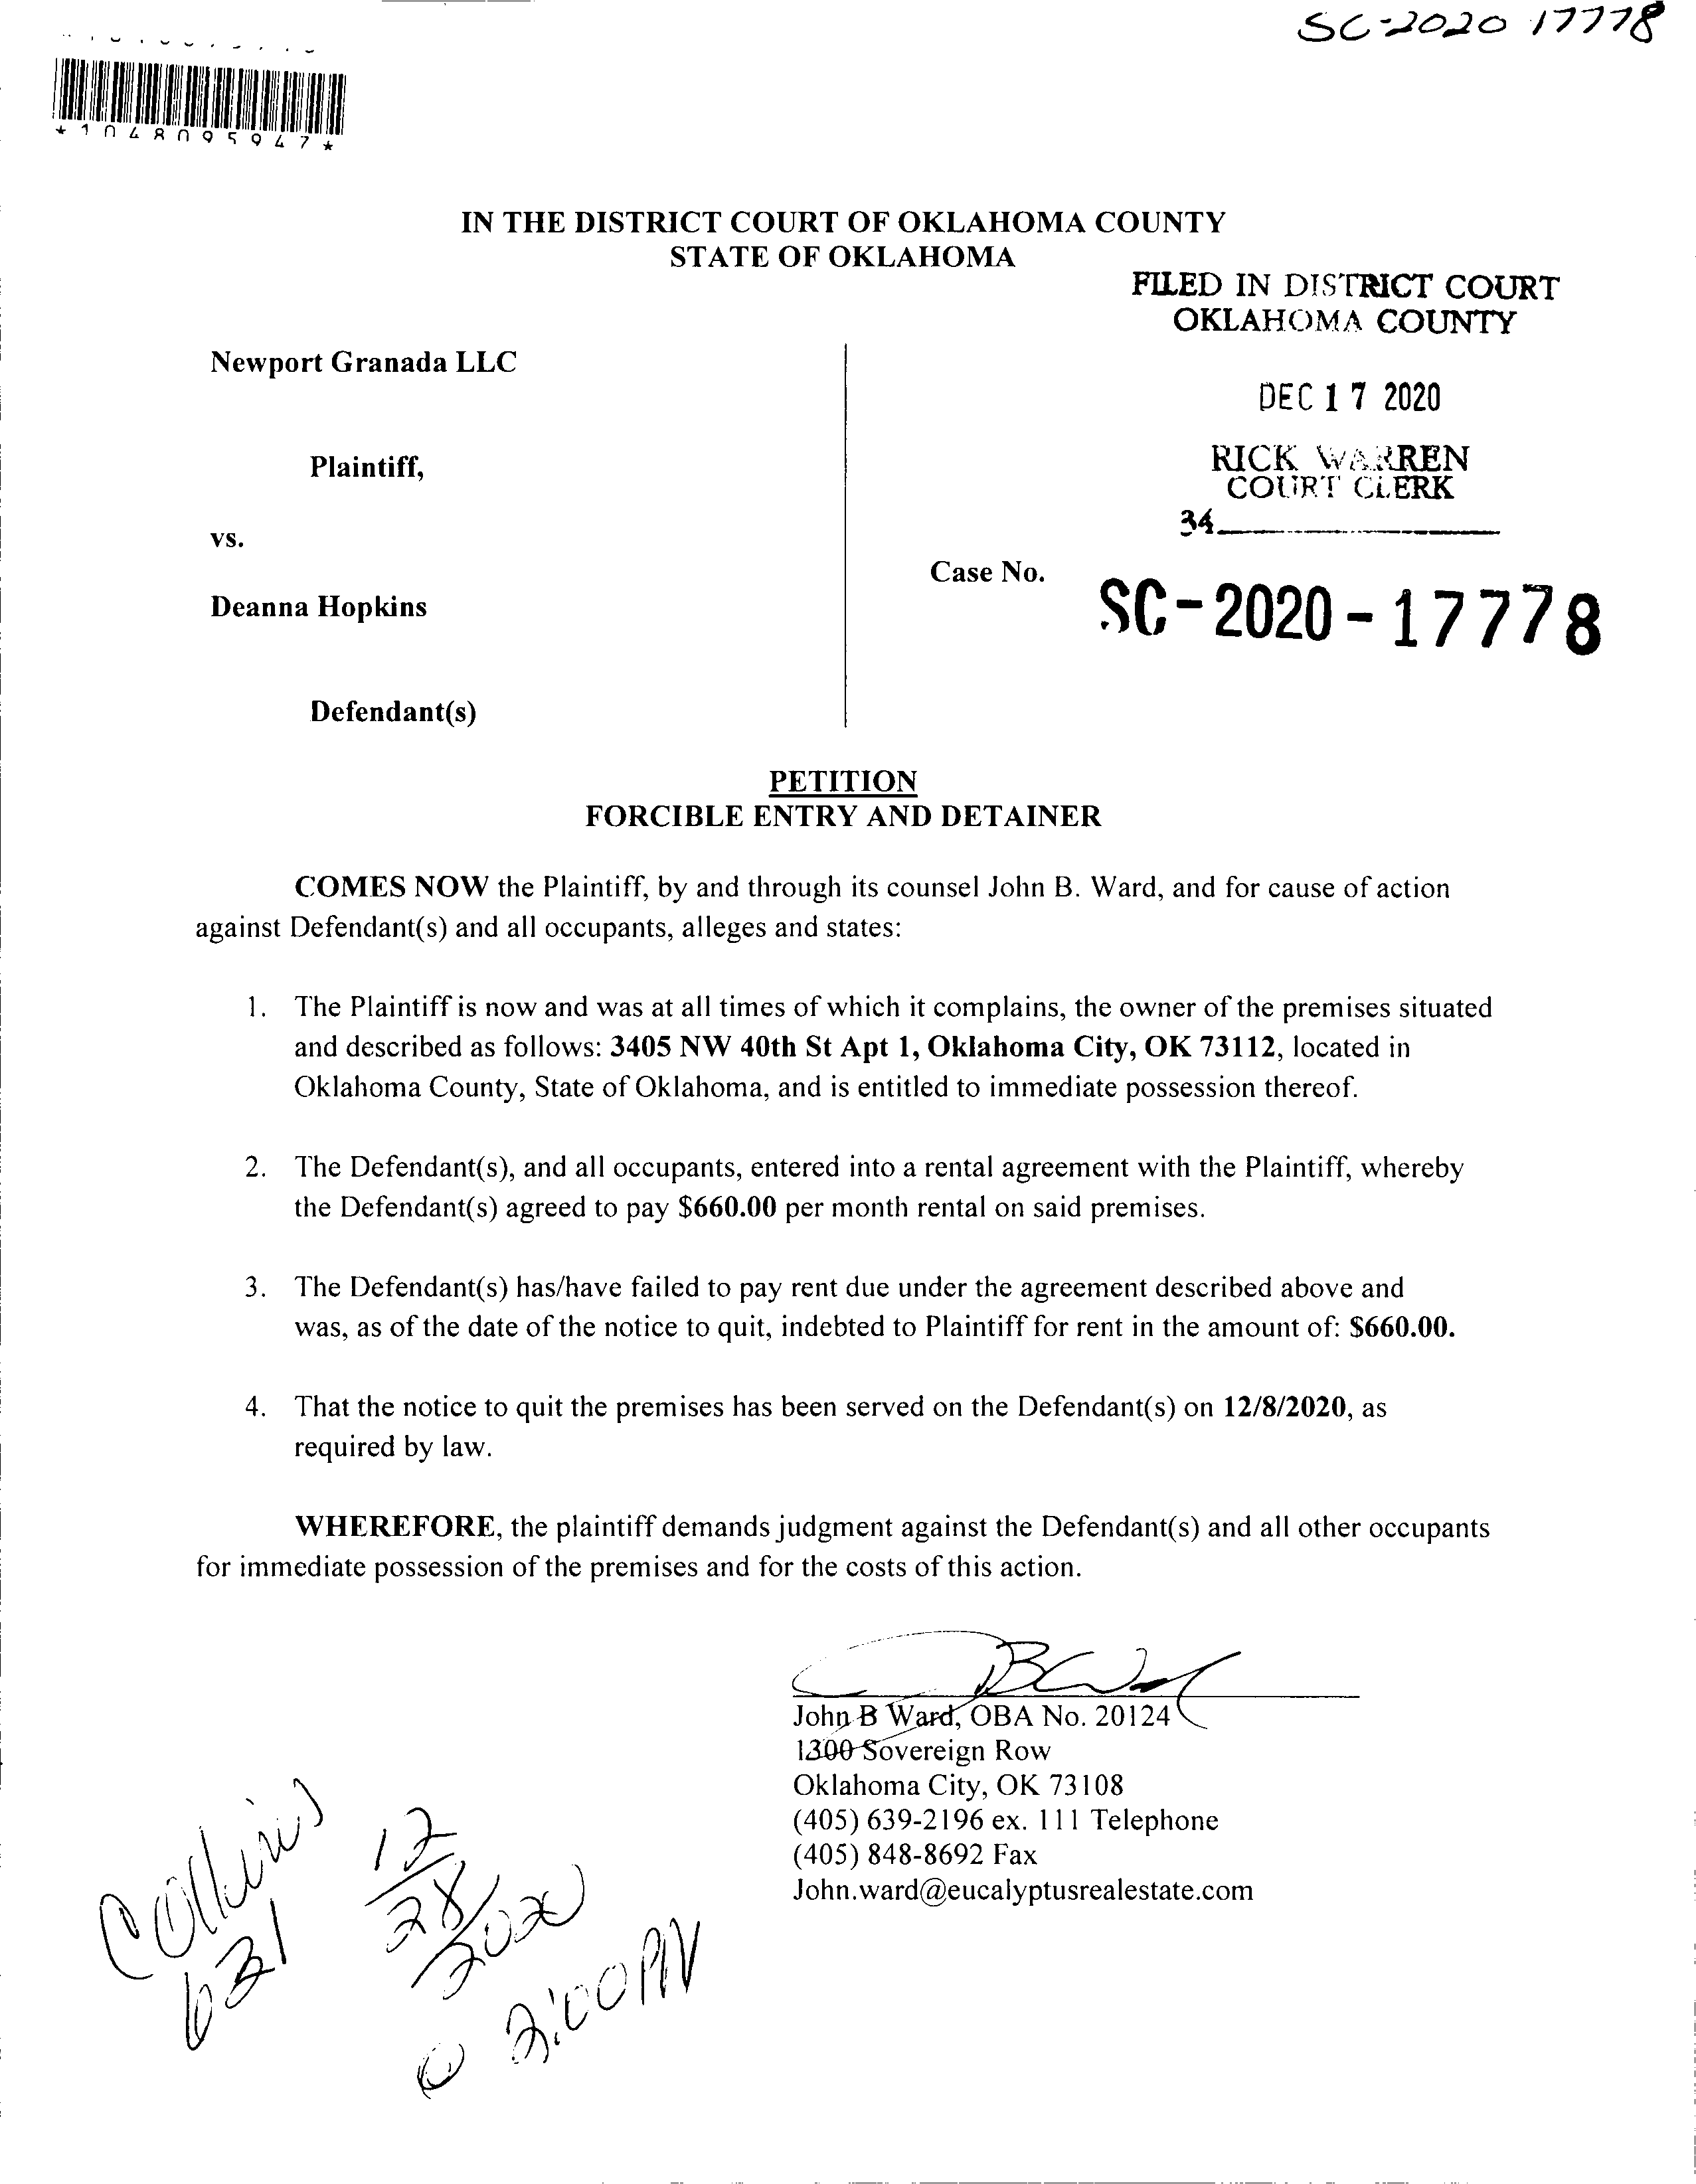 SC-2020 17778
*1048095947*
IN THE DISTRICT COURT OF OKLAHOMA COUNTY
STATE OF OKLAHOMA
FILED IN DISTRICT COURT
OKLAHOMA COUNTY
Newport Granada LLC
DEC 17 2020
Plaintiff,
RICK WARREN
COURT CLERK
34
vs.
Case No.
SC-2020-17778
Deanna Hopkins
Defendant(s)
PETITION
FORCIBLE ENTRY AND DETAINER
COMES NOW the Plaintiff, by and through its counsel John B. Ward, and for cause of action
against Defendant(s) and all occupants, alleges and states:
1. The Plaintiff is now and was at all times of which it complains, the owner of the premises situated
and described as follows: 3405 NW 40th St Apt 1, Oklahoma City, OK 73112, located in
Oklahoma County, State of Oklahoma, and is entitled to immediate possession thereof.
2. The Defendant(s), and all occupants, entered into a rental agreement with the Plaintiff, whereby
the Defendant(s) agreed to pay $660.00 per month rental on said premises.
3. The Defendant(s) has/have failed to pay rent due under the agreement described above and
was, as of the date of the notice to quit, indebted to Plaintiff for rent in the amount of: $660.00.
4. That the notice to quit the premises has been served on the Defendant(s) on 12/8/2020, as
required by law.
WHEREFORE, the plaintiff demands judgment against the Defendant(s) and all other occupants
for immediate possession of the premises and for the costs of this action.
John B Ward, OBA No. 20124
1300 Sovereign Row
Oklahoma City, OK 73108
(405) 639-2196 ex. 111 Telephone
(405) 848-8692 Fax
John.ward@eucalyptusrealestate.com
Collins
621
12/28/2020
@ 2:00 PM